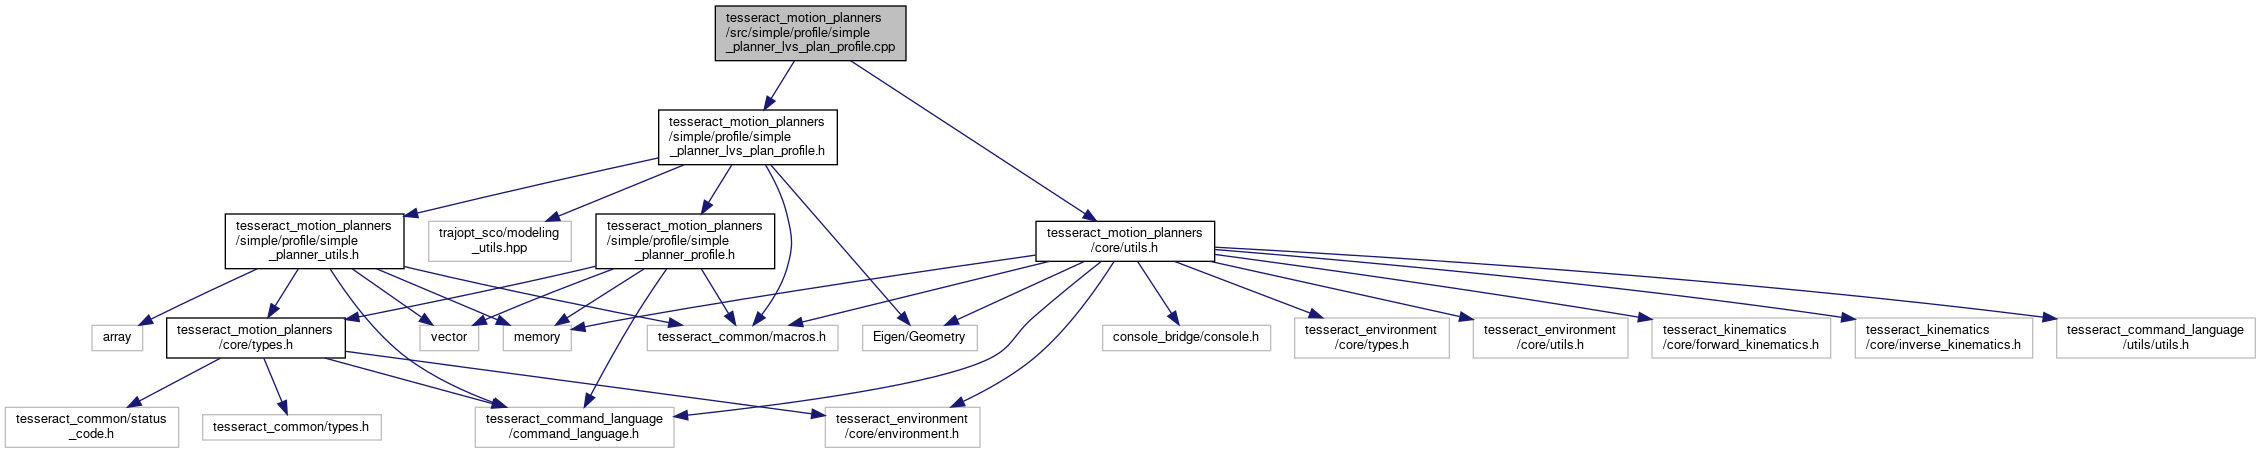 tesseract_motion_planners
/src/simple/profile/simple
_planner_lvs_plan_profile.cpp
tesseract_motion_planners
/simple/profile/simple
_planner_lvs_plan_profile.h
tesseract_motion_planners
/simple/profile/simple
_planner_utils.h
trajopt_sco/modeling
_utils.hpp
tesseract_motion_planners
/simple/profile/simple
_planner_profile.h
tesseract_motion_planners
/core/utils.h
array
tesseract_motion_planners
/core/types.h
vector
memory
tesseract_common/macros.h
Eigen/Geometry
console_bridge/console.h
tesseract_environment
/core/types.h
tesseract_environment
/core/utils.h
tesseract_kinematics
/core/forward_kinematics.h
tesseract_kinematics
/core/inverse_kinematics.h
tesseract_command_language
/utils/utils.h
tesseract_common/status
_code.h
tesseract_common/types.h
tesseract_command_language
/command_language.h
tesseract_environment
/core/environment.h